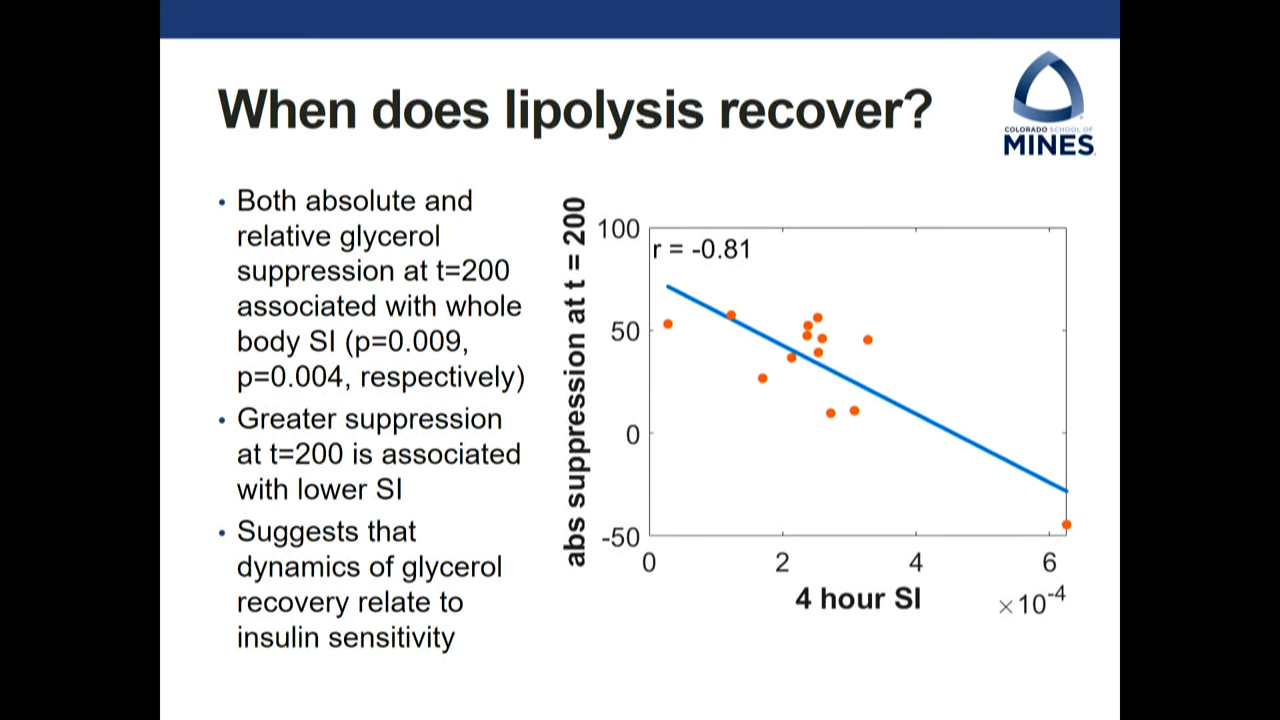 When does lipolysis recover?
COLORADO SCHOOL OF
MINES
• Both absolute and
relative glycerol
suppression at t=200
associated with whole
body SI (p=0.009,
p=0.004, respectively)
• Greater suppression
at t=200 is associated
with lower SI
• Suggests that
dynamics of glycerol
recovery relate to
insulin sensitivity
abs suppression at t = 200
100
50
0
-50
r = -0.81
0 2 4 6
4 hour SI
×10-4